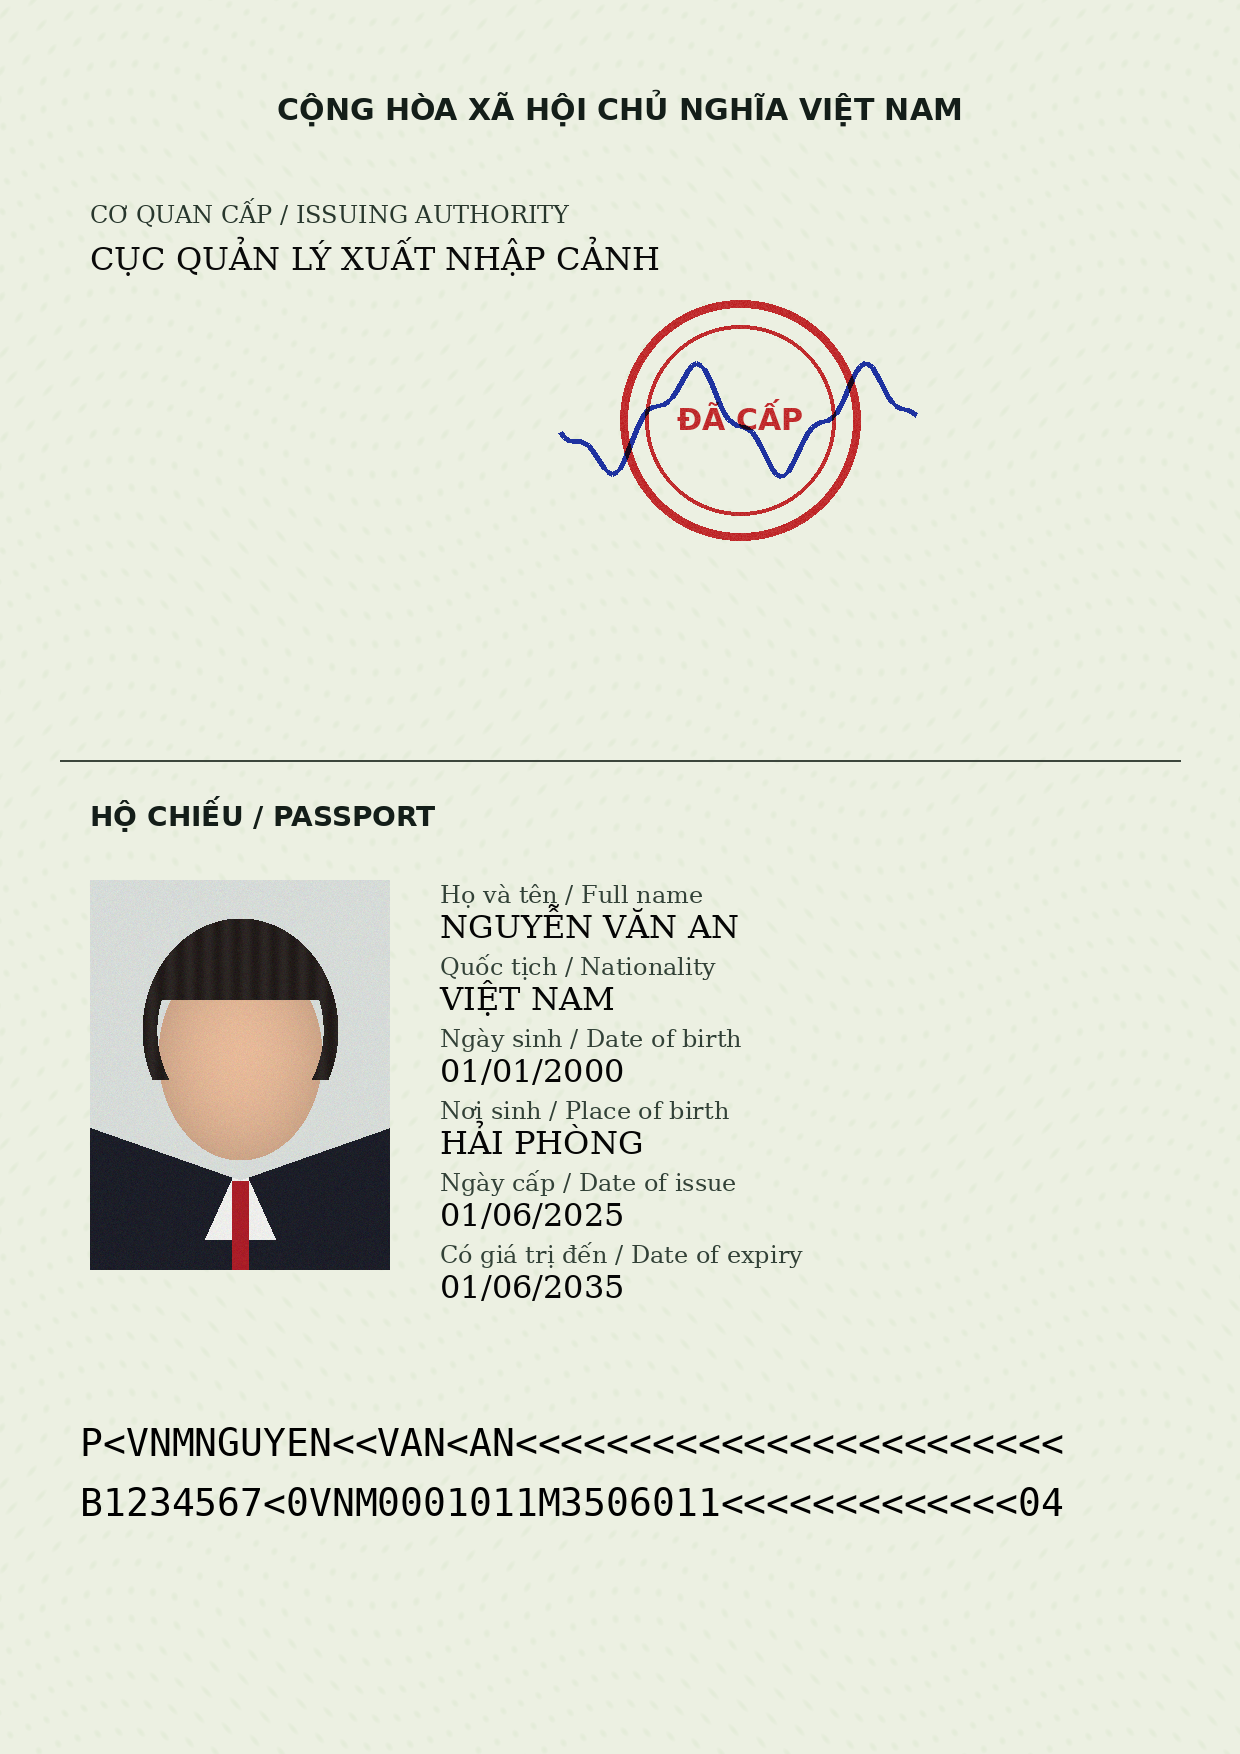 CỘNG HÒA XÃ HỘI CHỦ NGHĨA VIỆT NAM
CƠ QUAN CẤP / ISSUING AUTHORITY
CỤC QUẢN LÝ XUẤT NHẬP CẢNH
ĐÃ CẤP
HỘ CHIẾU / PASSPORT
Họ và tên / Full name
NGUYỄN VĂN AN
Quốc tịch / Nationality
VIỆT NAM
Ngày sinh / Date of birth
01/01/2000
Nơi sinh / Place of birth
HẢI PHÒNG
Ngày cấp / Date of issue
01/06/2025
Có giá trị đến / Date of expiry
01/06/2035
P<VNMNGUYEN<<VAN<AN<<<<<<<<<<<<<<<<<<<<<<<<
B1234567<0VNM0001011M3506011<<<<<<<<<<<<<04